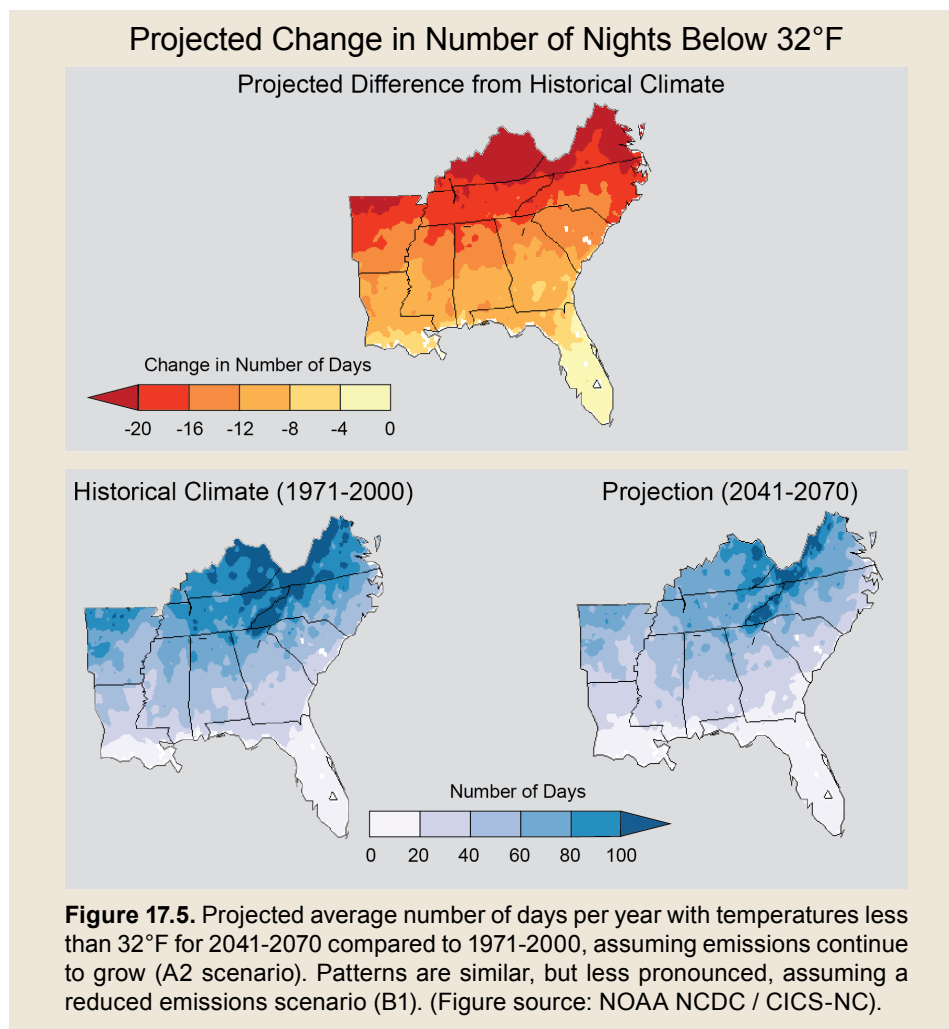 Projected Change in Number of Nights Below 32°F
Projected Difference from Historical Climate
Change in Number of Days
-20 -16 -12 -8 -4 0
Historical Climate (1971-2000)
Projection (2041-2070)
Number of Days
0 20 40 60 80 100
Figure 17.5. Projected average number of days per year with temperatures less
than 32°F for 2041-2070 compared to 1971-2000, assuming emissions continue
to grow (A2 scenario). Patterns are similar, but less pronounced, assuming a
reduced emissions scenario (B1). (Figure source: NOAA NCDC / CICS-NC).